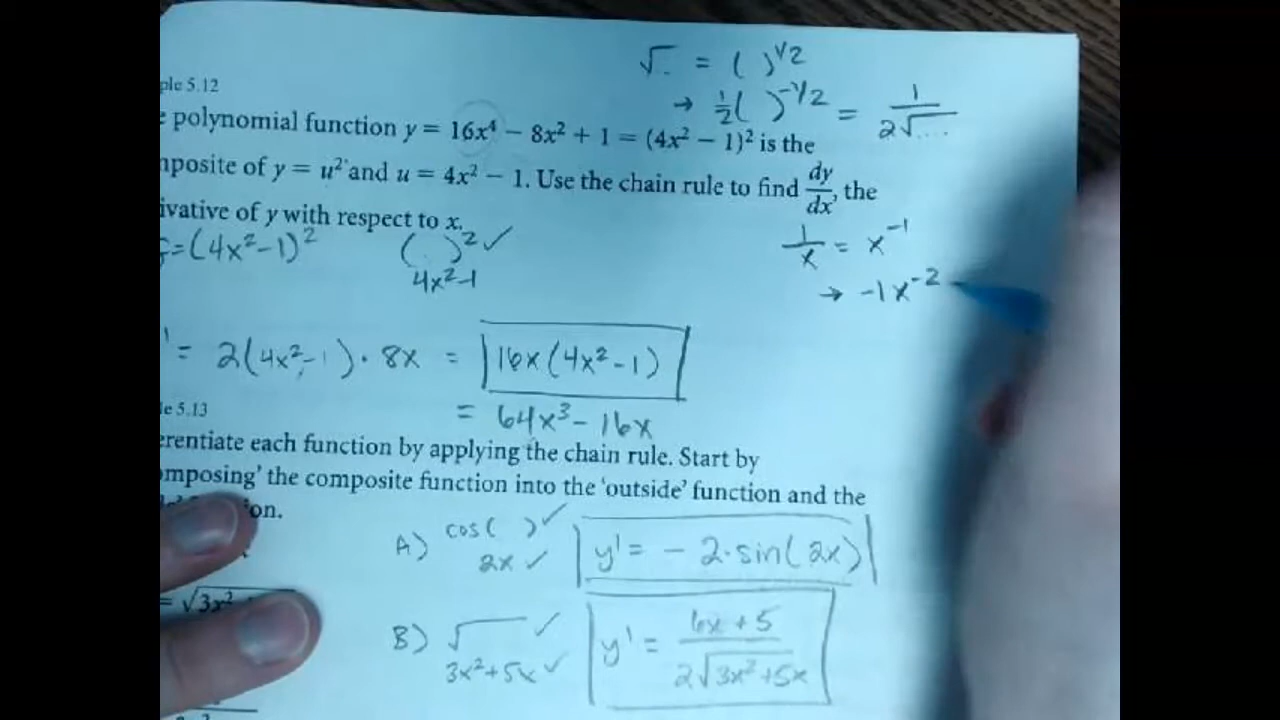 √‾. = ( )^1/2
→ 1/2( )^-1/2 = 1/(2√....)
ple 5.12
e polynomial function y = 16x⁴ − 8x² + 1 = (4x² − 1)² is the
nposite of y = u² and u = 4x² − 1. Use the chain rule to find dy/dx, the
ivative of y with respect to x.
=(4x²-1)²
( )² ✓
4x²-1
1/x = x⁻¹
→ -1x⁻²
' = 2(4x²-1)·8x = 16x(4x²-1)
= 64x³-16x
le 5.13
erentiate each function by applying the chain rule. Start by
mposing' the composite function into the 'outside' function and the
on.
A) cos( ) ✓
2x ✓
y' = -2·sin(2x)
= √3x²
B) √ ✓
3x²+5x ✓
y' = (6x+5)/(2√3x²+5x)